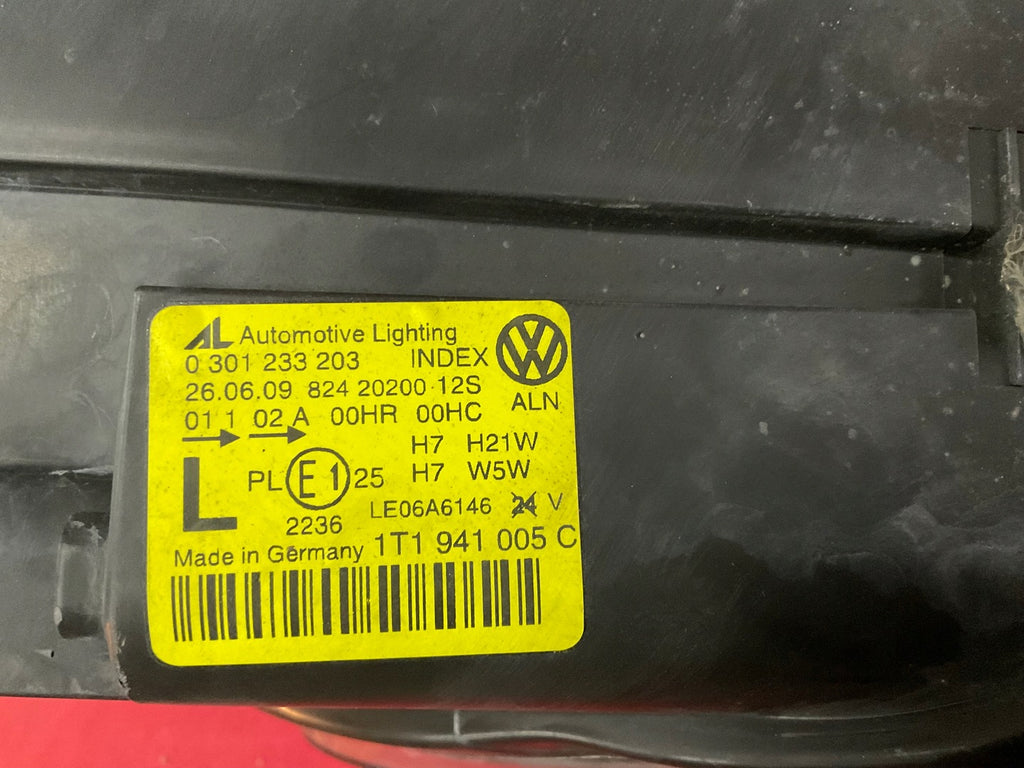 AL Automotive Lighting
0 301 233 203 INDEX
26.06.09 824 20200 12S
ALN
01 1 02 A 00HR 00HC
H7 H21W
H7 W5W
L PL E1 25
2236
LE06A6146 24 V
Made in Germany 1T1 941 005 C